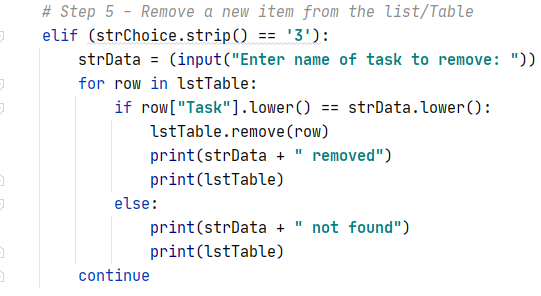 # Step 5 - Remove a new item from the list/Table
elif (strChoice.strip() == '3'):
    strData = (input("Enter name of task to remove: "))
    for row in lstTable:
        if row["Task"].lower() == strData.lower():
            lstTable.remove(row)
            print(strData + " removed")
            print(lstTable)
        else:
            print(strData + " not found")
            print(lstTable)
    continue